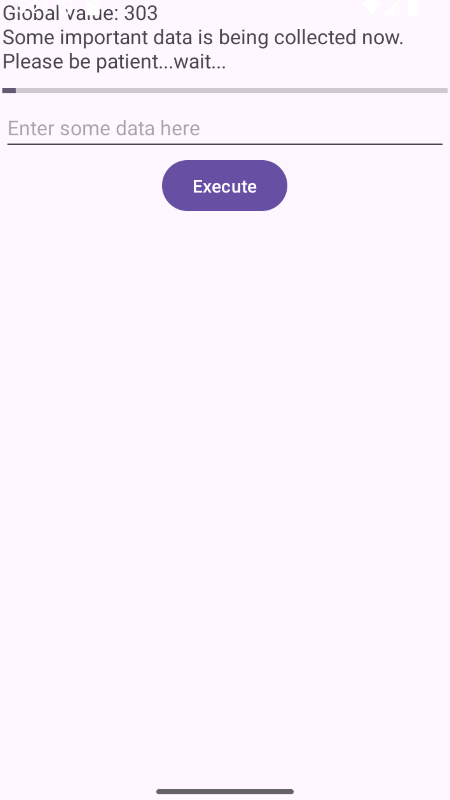 Global value: 303
Some important data is being collected now.
Please be patient...wait...
Enter some data here
Execute